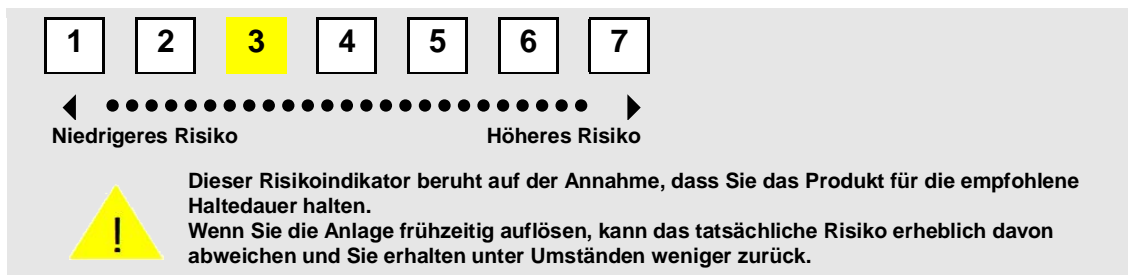 1 2 3 4 5 6 7
Niedrigeres Risiko Höheres Risiko
Dieser Risikoindikator beruht auf der Annahme, dass Sie das Produkt für die empfohlene
Haltedauer halten.
Wenn Sie die Anlage frühzeitig auflösen, kann das tatsächliche Risiko erheblich davon
abweichen und Sie erhalten unter Umständen weniger zurück.
!